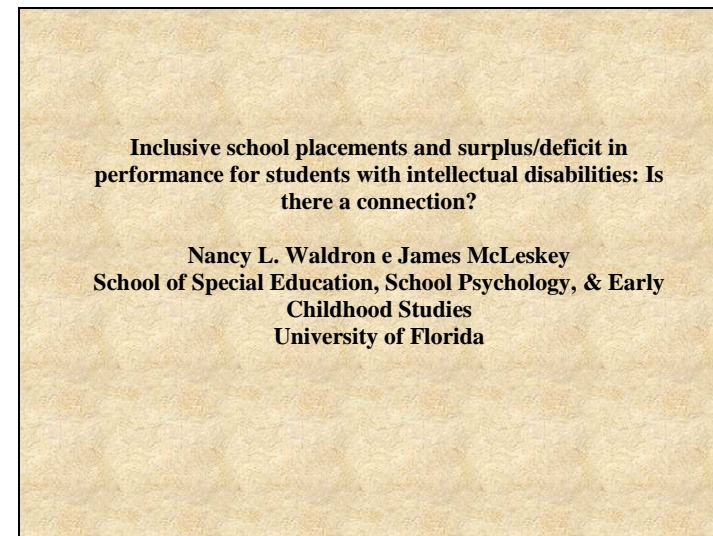 Inclusive school placements and surplus/deficit in
performance for students with intellectual disabilities: Is
there a connection?
Nancy L. Waldron e James McLeskey
School of Special Education, School Psychology, & Early
Childhood Studies
University of Florida